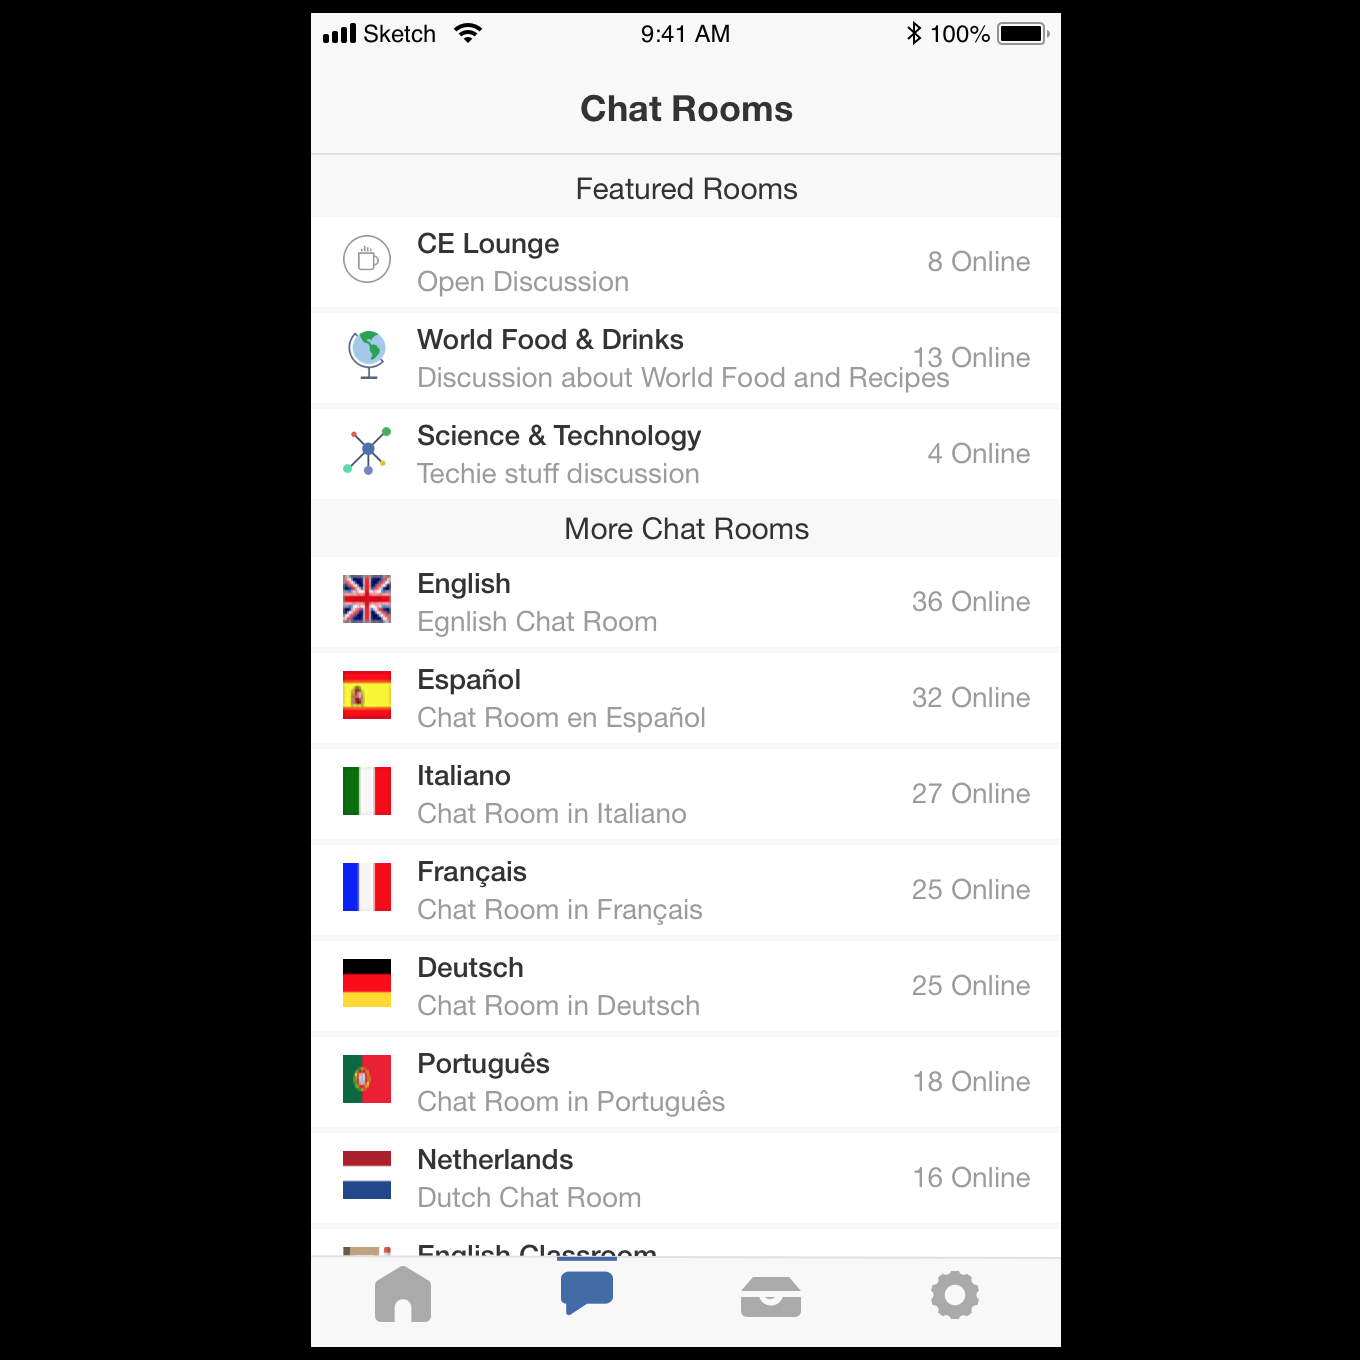 Sketch 9:41 AM 100%
Chat Rooms
Featured Rooms
CE Lounge
Open Discussion
8 Online
World Food & Drinks
Discussion about World Food and Recipes
13 Online
Science & Technology
Techie stuff discussion
4 Online
More Chat Rooms
English
Egnlish Chat Room
36 Online
Español
Chat Room en Español
32 Online
Italiano
Chat Room in Italiano
27 Online
Français
Chat Room in Français
25 Online
Deutsch
Chat Room in Deutsch
25 Online
Português
Chat Room in Português
18 Online
Netherlands
Dutch Chat Room
16 Online
English Classroom